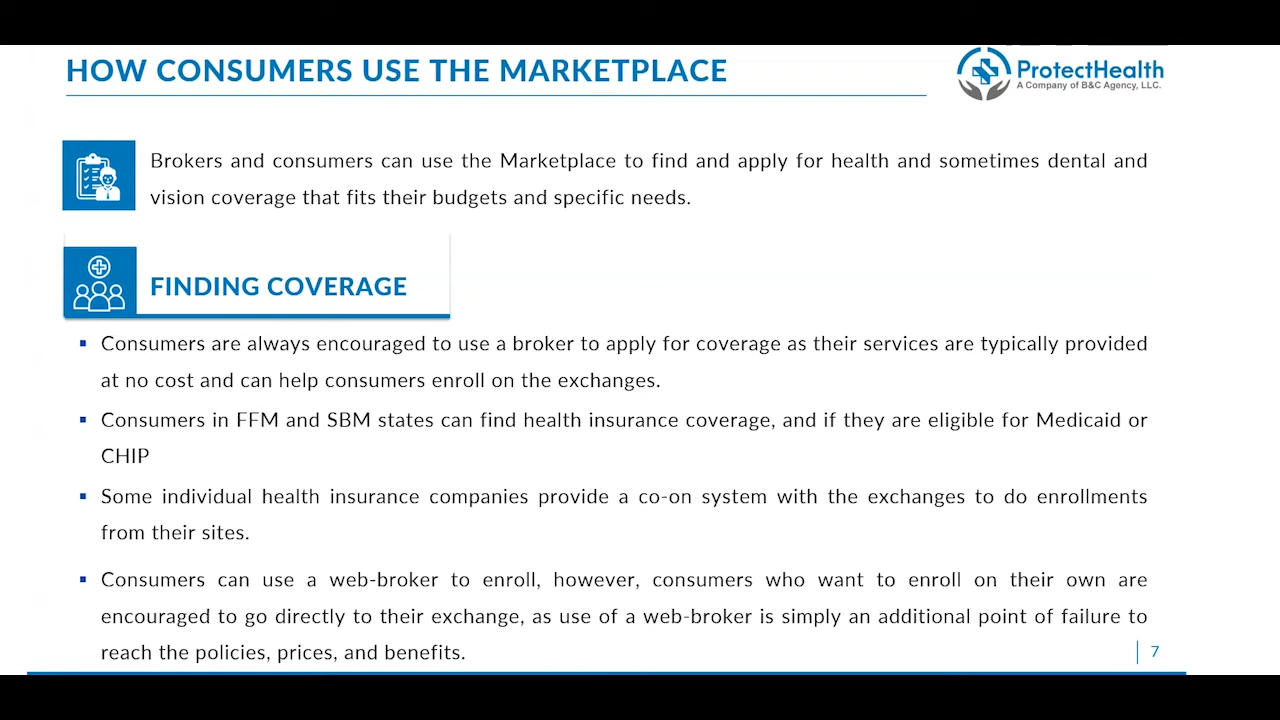 HOW CONSUMERS USE THE MARKETPLACE
ProtectHealth
A Company of B&C Agency, LLC.
Brokers and consumers can use the Marketplace to find and apply for health and sometimes dental and
vision coverage that fits their budgets and specific needs.
FINDING COVERAGE
▪ Consumers are always encouraged to use a broker to apply for coverage as their services are typically provided
at no cost and can help consumers enroll on the exchanges.
▪ Consumers in FFM and SBM states can find health insurance coverage, and if they are eligible for Medicaid or
CHIP
▪ Some individual health insurance companies provide a co-on system with the exchanges to do enrollments
from their sites.
▪ Consumers can use a web-broker to enroll, however, consumers who want to enroll on their own are
encouraged to go directly to their exchange, as use of a web-broker is simply an additional point of failure to
reach the policies, prices, and benefits.
7